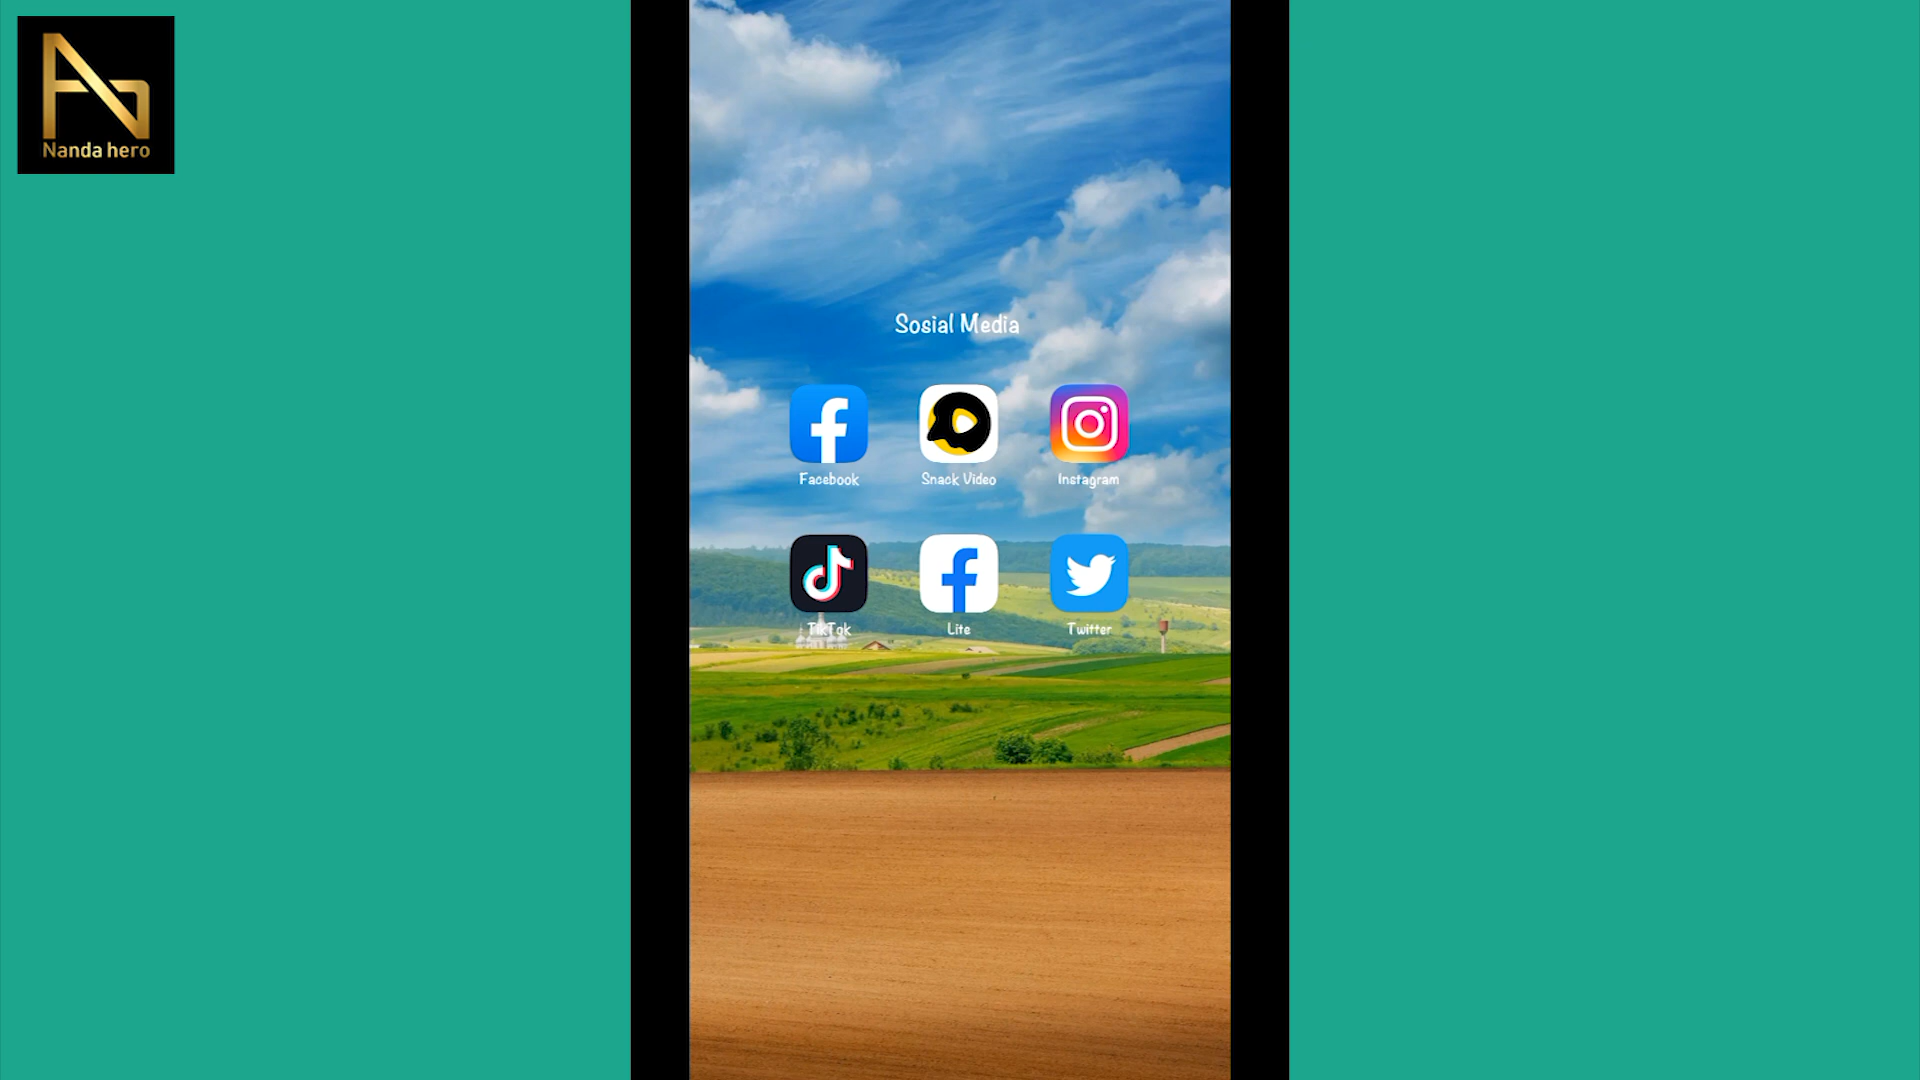 Nanda hero
Sosial Media
Facebook
Snack Video
Instagram
TikTok
Lite
Twitter